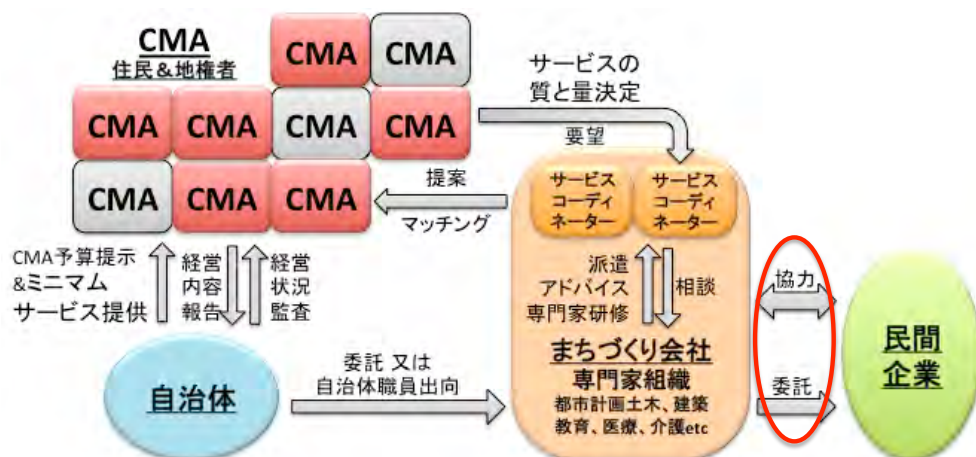 CMA
住民&地権者
CMA
CMA
CMA
CMA
CMA
CMA
CMA
CMA
CMA
サービスの
質と量決定
要望
提案
マッチング
サービス
コーディ
ネーター
サービス
コーディ
ネーター
CMA予算提示
&ミニマム
サービス提供
経営
内容
報告
経営
状況
監査
派遣
アドバイス
専門家研修
相談
まちづくり会社
専門家組織
都市計画土木、建築
教育、医療、介護etc
自治体
委託 又は
自治体職員出向
協力
委託
民間
企業